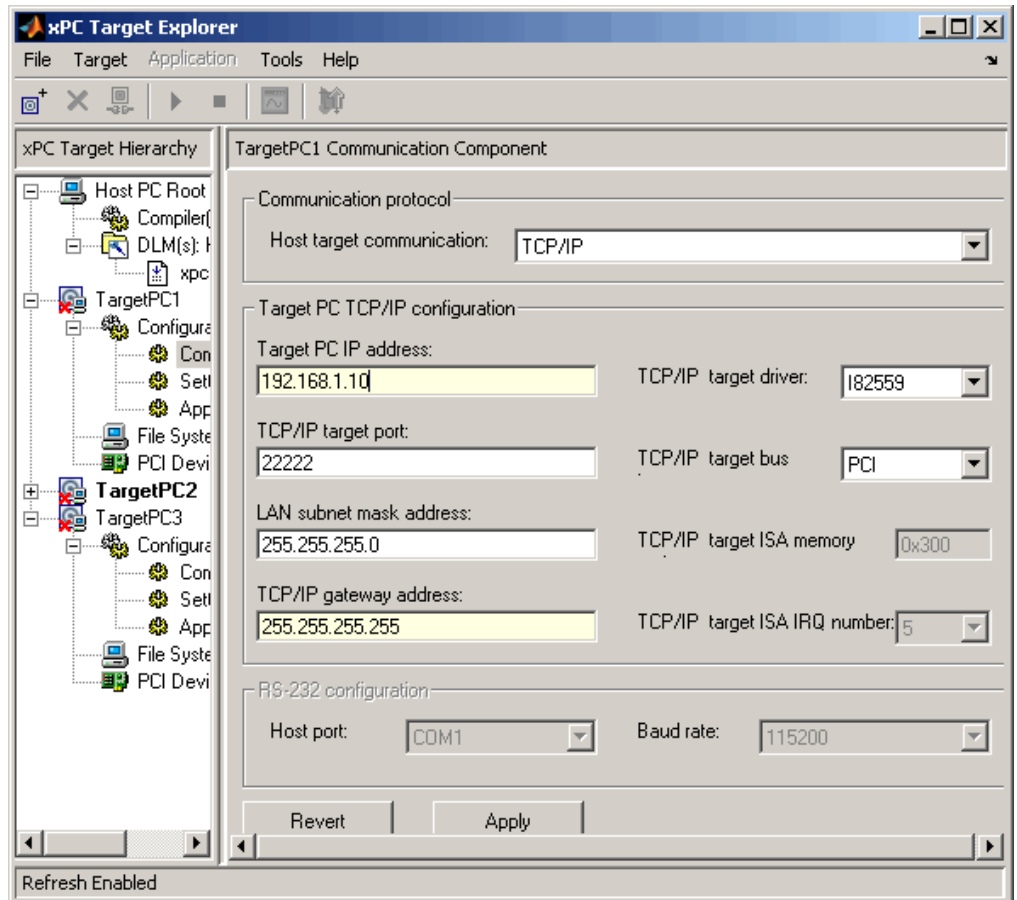 xPC Target Explorer
File Target Application Tools Help
xPC Target Hierarchy
TargetPC1 Communication Component
Host PC Root
Compiler(
DLM(s): H
xpc
TargetPC1
Configura
Con
Sett
App
File Syste
PCI Devi
TargetPC2
TargetPC3
Configura
Con
Sett
App
File Syste
PCI Devi
Communication protocol
Host target communication: TCP/IP
Target PC TCP/IP configuration
Target PC IP address:
192.168.1.10
TCP/IP target driver: I82559
TCP/IP target port:
22222
TCP/IP target bus PCI
LAN subnet mask address:
255.255.255.0
TCP/IP target ISA memory 0x300
TCP/IP gateway address:
255.255.255.255
TCP/IP target ISA IRQ number: 5
RS-232 configuration
Host port: COM1 Baud rate: 115200
Revert Apply
Refresh Enabled